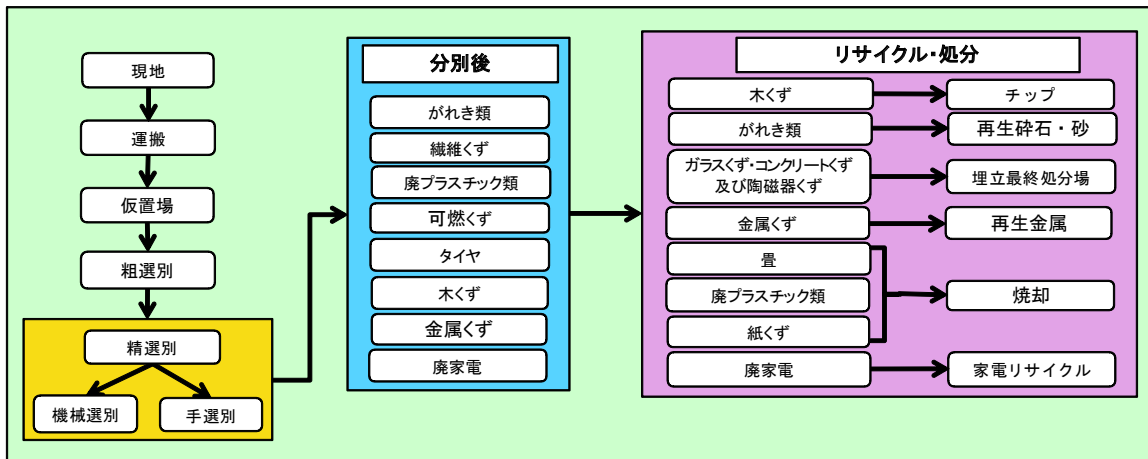 現地
運搬
仮置場
粗選別
精選別
機械選別
手選別
分別後
がれき類
繊維くず
廃プラスチック類
可燃くず
タイヤ
木くず
金属くず
廃家電
リサイクル・処分
木くず
チップ
がれき類
再生砕石・砂
ガラスくず・コンクリートくず
及び陶磁器くず
埋立最終処分場
金属くず
再生金属
畳
廃プラスチック類
紙くず
焼却
廃家電
家電リサイクル